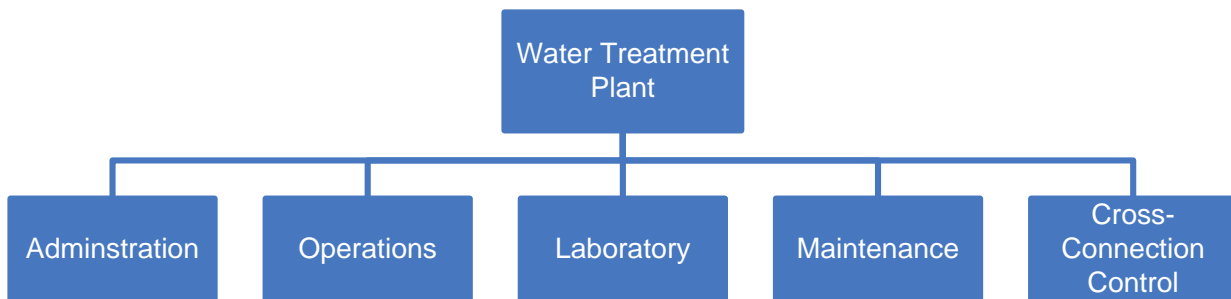 Water Treatment
Plant
Adminstration
Operations
Laboratory
Maintenance
Cross-
Connection
Control